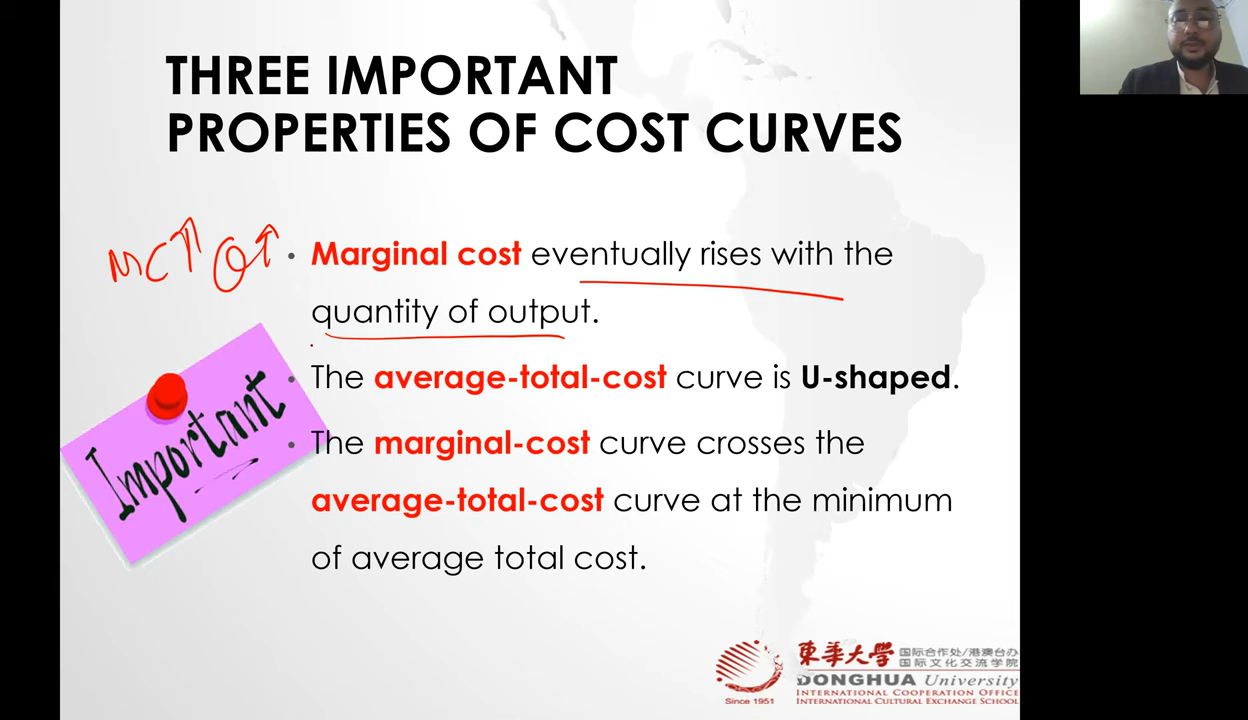 THREE IMPORTANT
PROPERTIES OF COST CURVES
MC↑ Q↑
• Marginal cost eventually rises with the
quantity of output.
• The average-total-cost curve is U-shaped.
• The marginal-cost curve crosses the
average-total-cost curve at the minimum
of average total cost.
Important
Since 1951
東華大学
国际合作处/港澳台办
国际文化交流学院
DONGHUA University
INTERNATIONAL COOPERATION OFFICE
INTERNATIONAL CULTURAL EXCHANGE SCHOOL